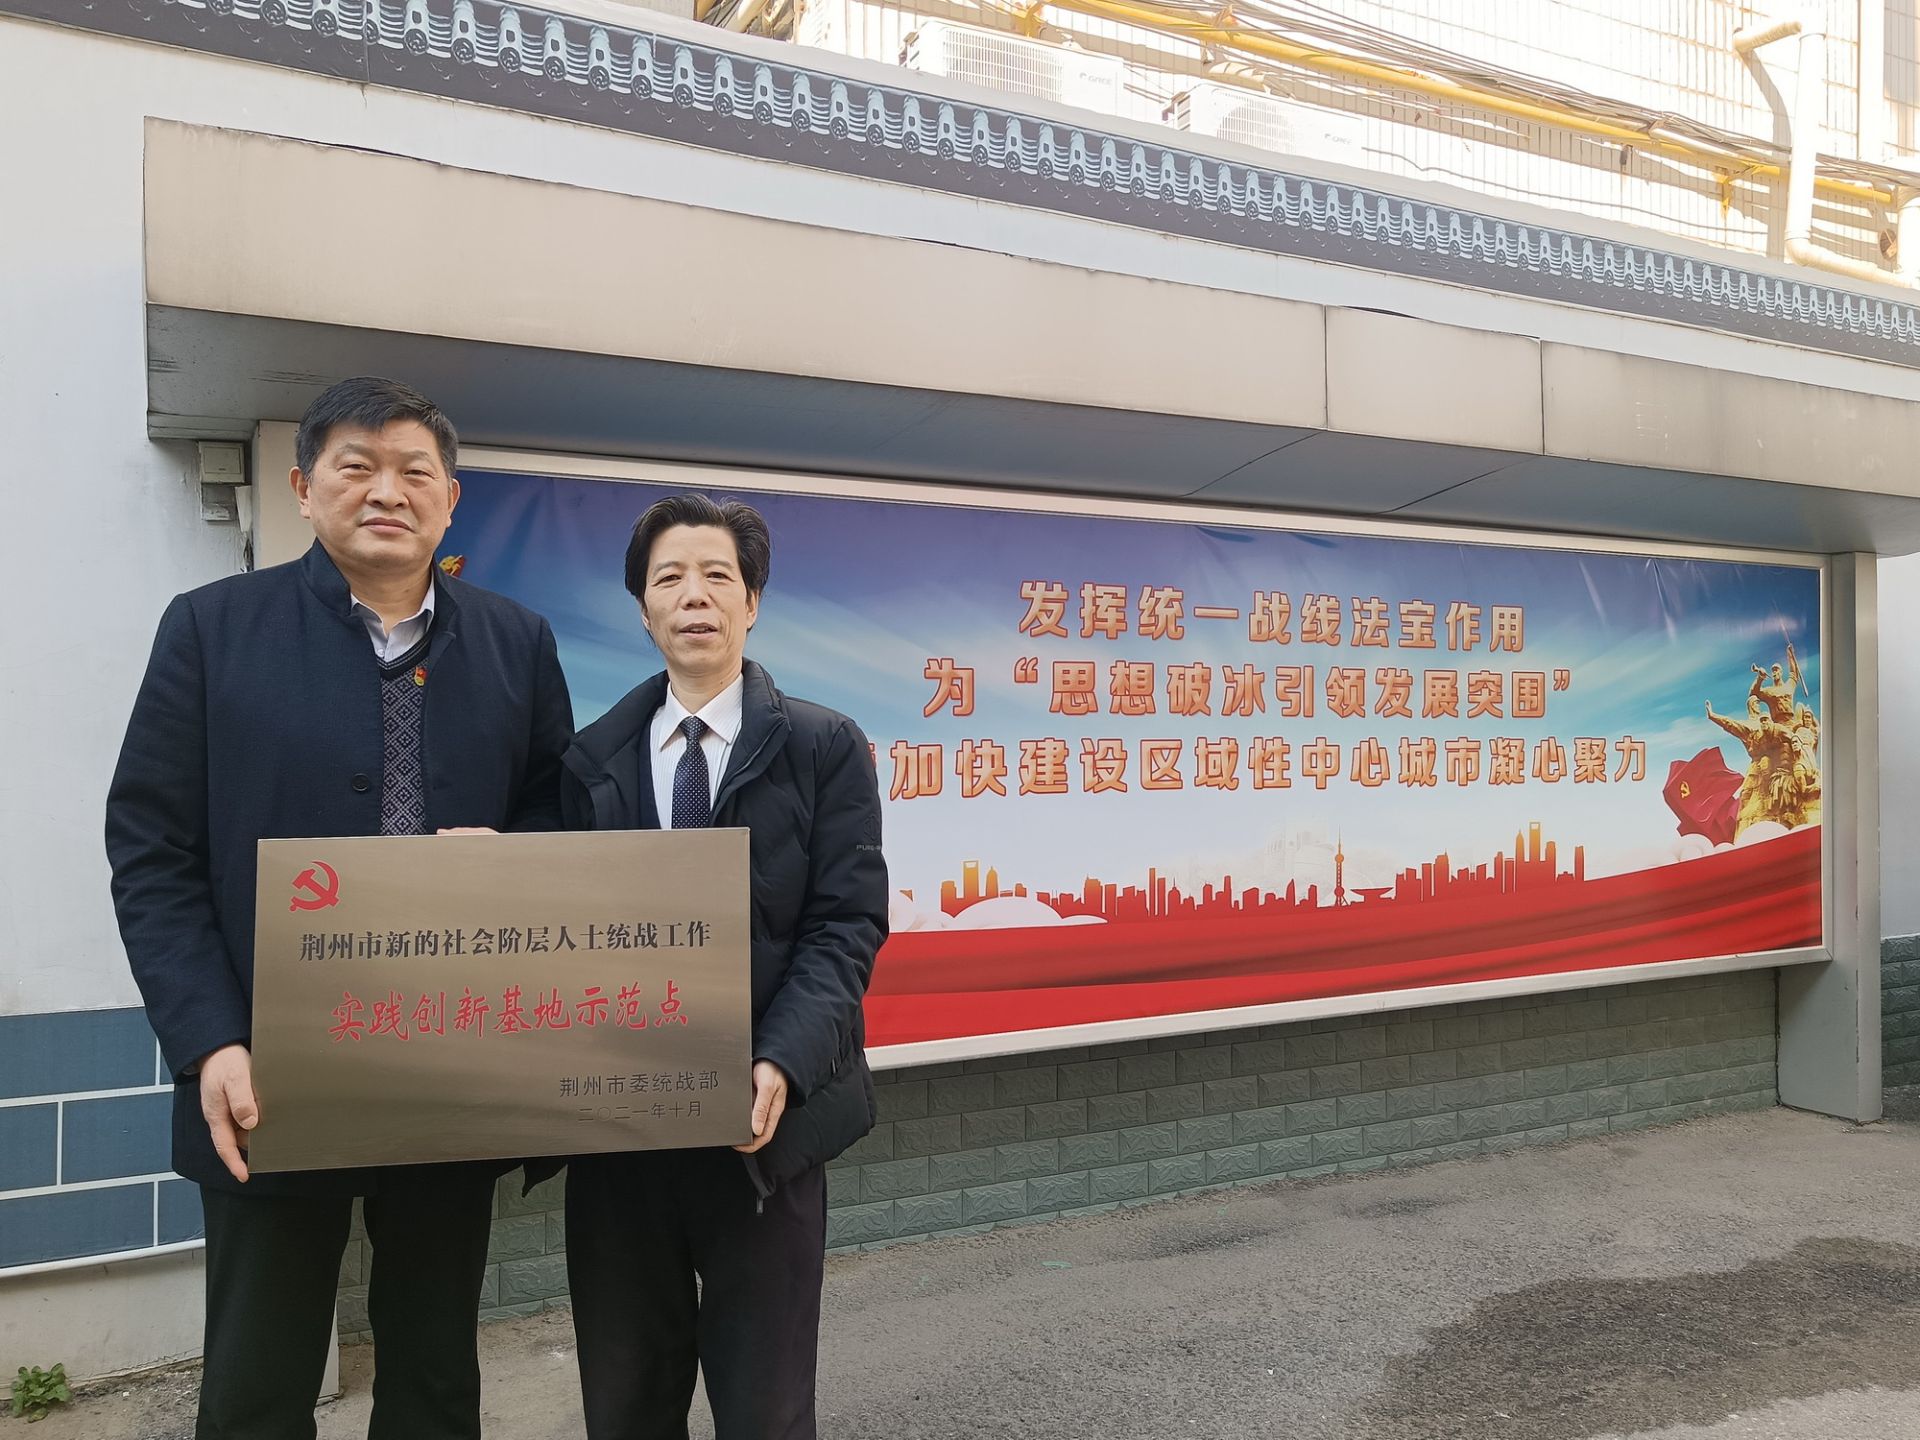 GREE
GREE
发挥统一战线法宝作用
为“思想破冰引领发展突围”
加快建设区域性中心城市凝心聚力
荆州市新的社会阶层人士统战工作
实践创新基地示范点
荆州市委统战部
二〇二一年十月